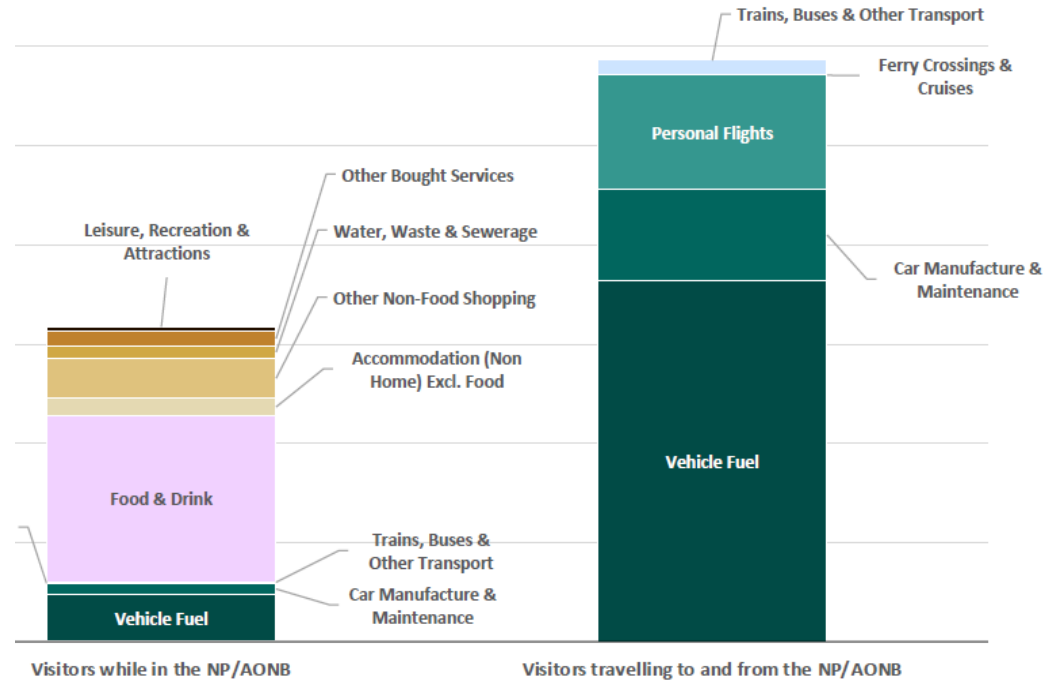 Trains, Buses & Other Transport
Ferry Crossings &
Cruises
Personal Flights
Other Bought Services
Leisure, Recreation &
Attractions
Water, Waste & Sewerage
Car Manufacture &
Maintenance
Other Non-Food Shopping
Accommodation (Non
Home) Excl. Food
Vehicle Fuel
Food & Drink
Trains, Buses &
Other Transport
Car Manufacture &
Maintenance
Vehicle Fuel
Visitors while in the NP/AONB
Visitors travelling to and from the NP/AONB